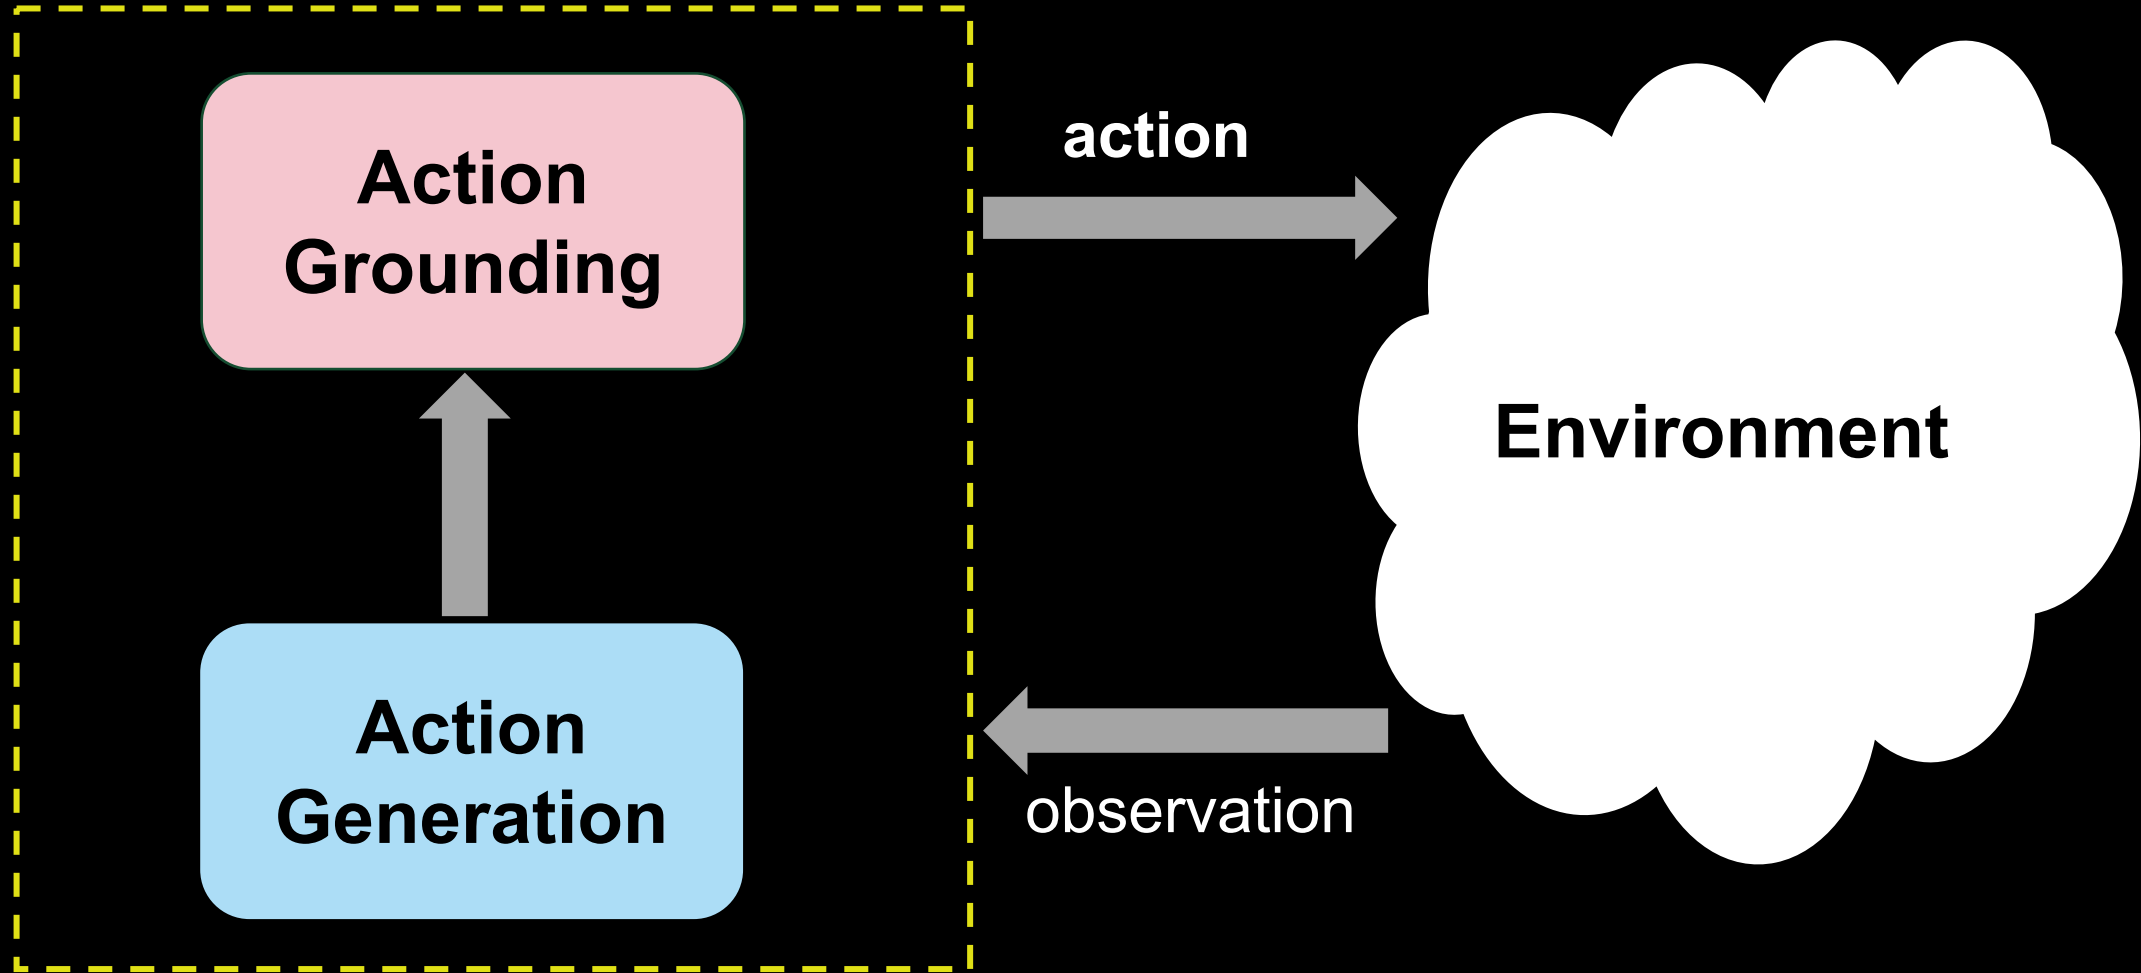 Action
Grounding
action
Environment
Action
Generation
observation